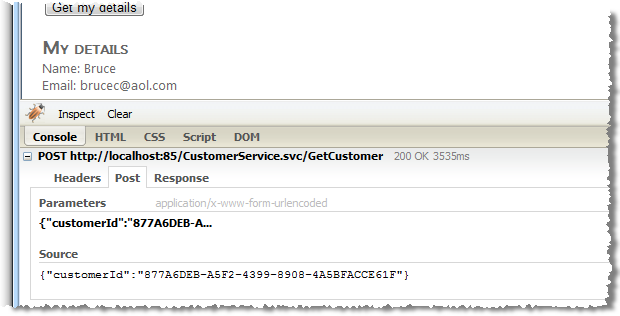 Get my details
My details
Name: Bruce
Email: brucec@aol.com
Inspect Clear
Console HTML CSS Script DOM
POST http://localhost:85/CustomerService.svc/GetCustomer 200 OK 3535ms
Headers Post Response
Parameters application/x-www-form-urlencoded
{"customerId":"877A6DEB-A...
Source
{"customerId":"877A6DEB-A5F2-4399-8908-4A5BFACCE61F"}